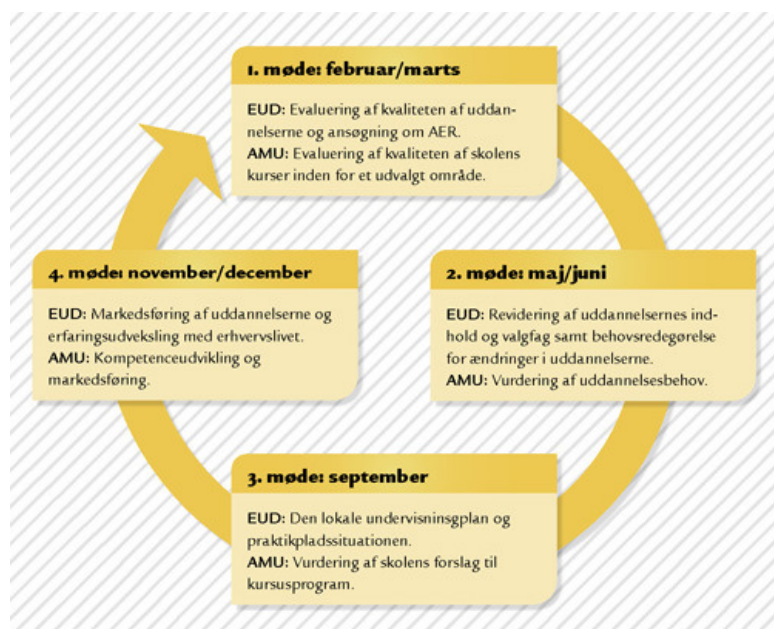 1. møde: februar/marts
EUD: Evaluering af kvaliteten af uddan-
nelserne og ansøgning om AER.
AMU: Evaluering af kvaliteten af skolens
kurser inden for et udvalgt område.
2. møde: maj/juni
EUD: Revidering af uddannelsernes ind-
hold og valgfag samt behovsredegørelse
for ændringer i uddannelserne.
AMU: Vurdering af uddannelsesbehov.
3. møde: september
EUD: Den lokale undervisninsgplan og
praktikpladssituationen.
AMU: Vurdering af skolens forslag til
kursusprogram.
4. møde: november/december
EUD: Markedsføring af uddannelserne og
erfaringsudveksling med erhvervslivet.
AMU: Kompetenceudvikling og
markedsføring.